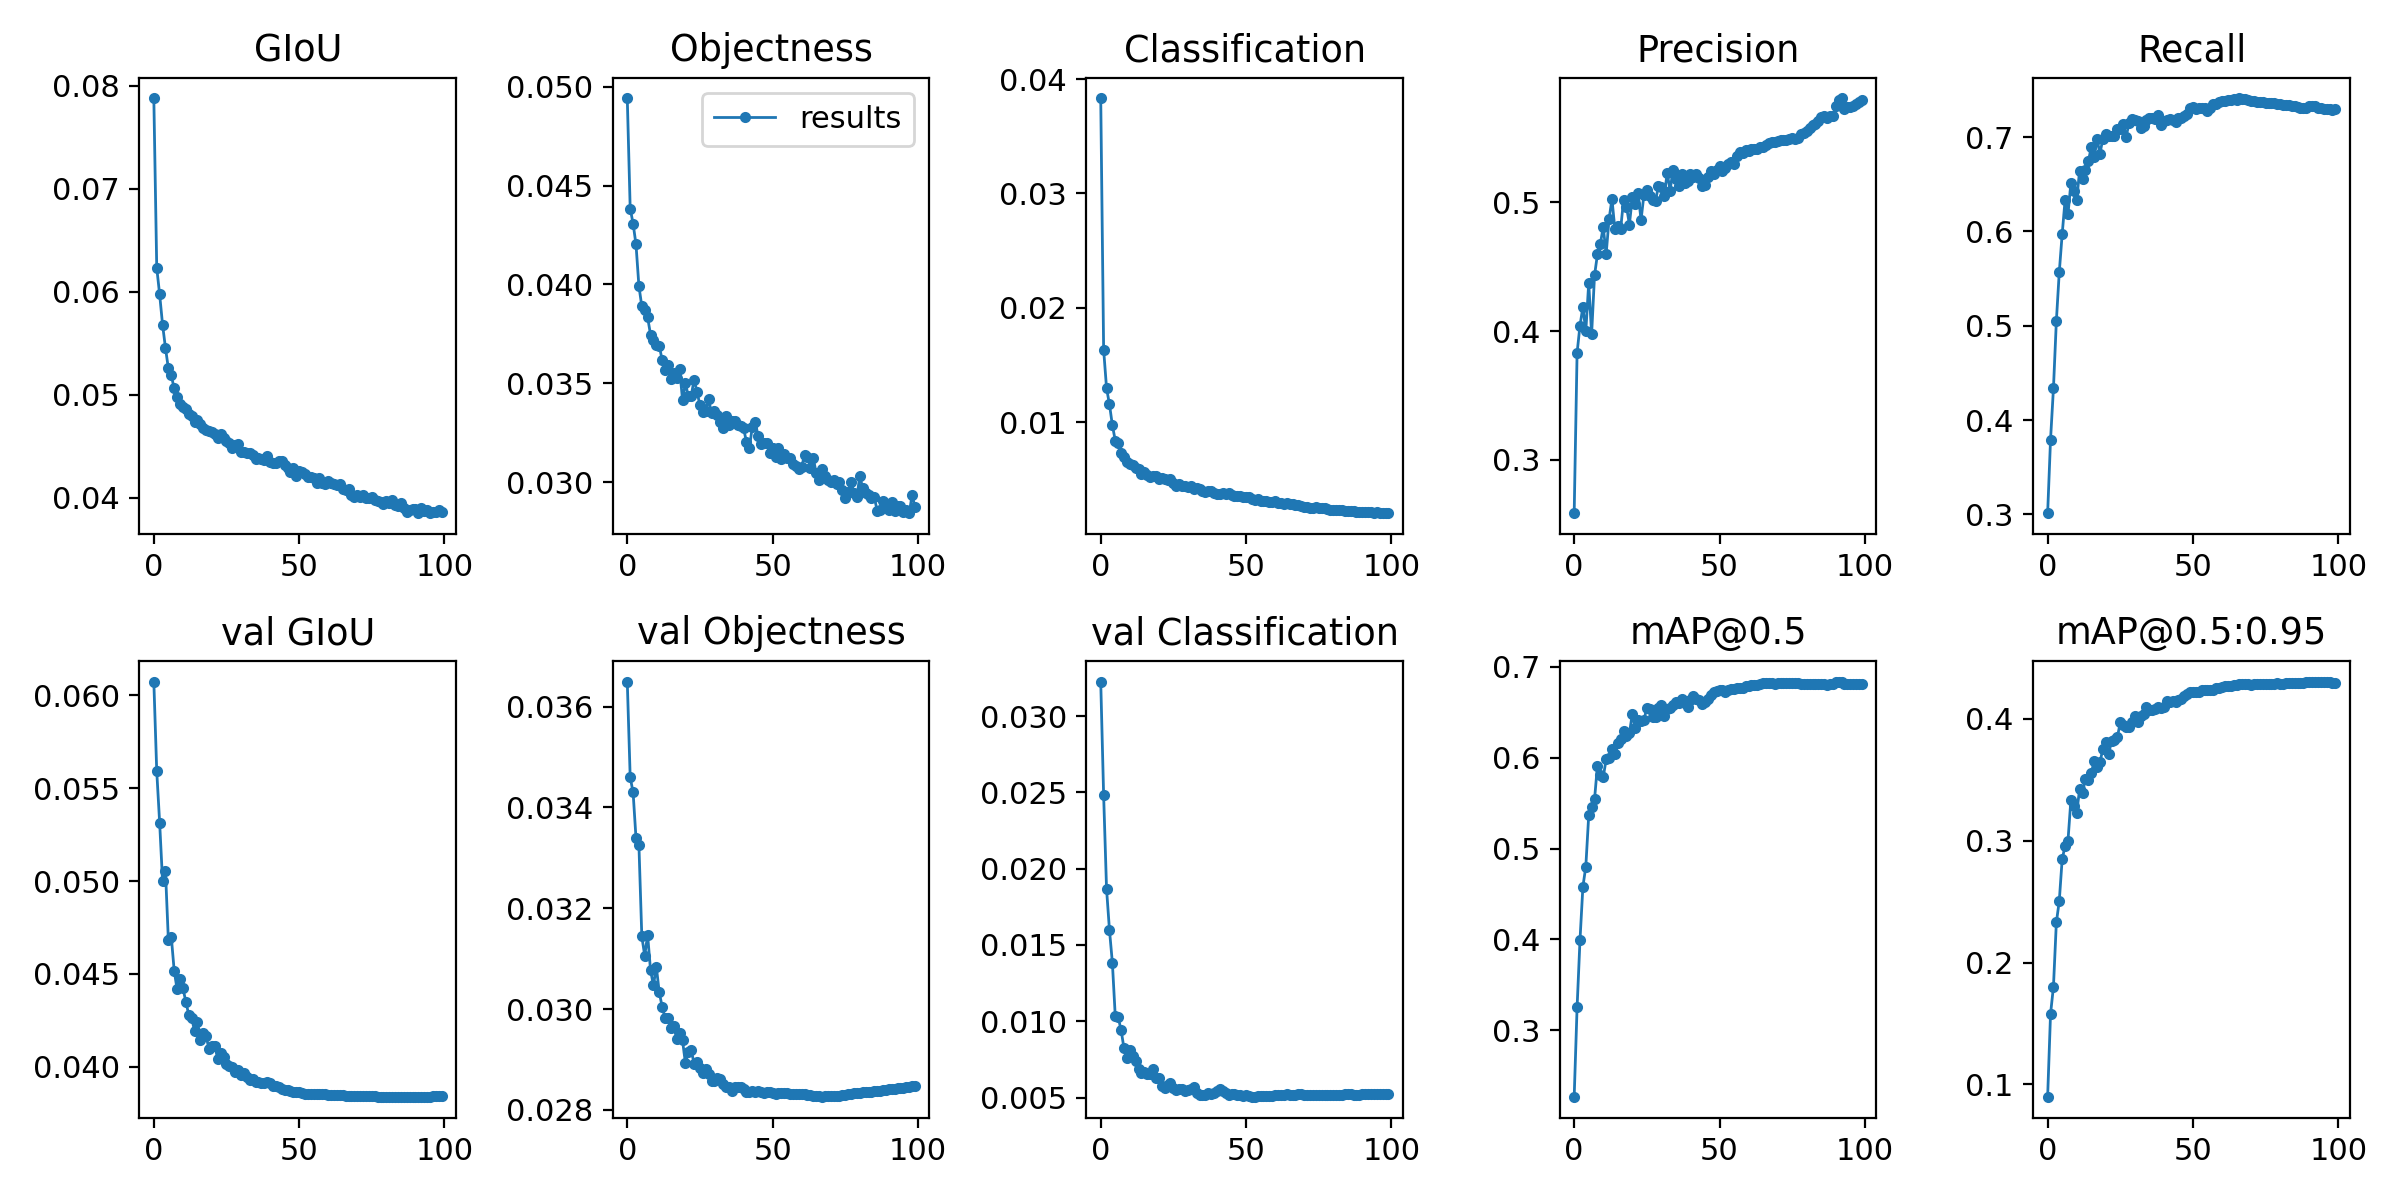 GIoU
0.08
0.07
0.06
0.05
0.04
0 50 100
Objectness
results
0.050
0.045
0.040
0.035
0.030
0 50 100
Classification
0.04
0.03
0.02
0.01
0 50 100
Precision
0.5
0.4
0.3
0 50 100
Recall
0.7
0.6
0.5
0.4
0.3
0 50 100
val GIoU
0.060
0.055
0.050
0.045
0.040
0 50 100
val Objectness
0.036
0.034
0.032
0.030
0.028
0 50 100
val Classification
0.030
0.025
0.020
0.015
0.010
0.005
0 50 100
mAP@0.5
0.7
0.6
0.5
0.4
0.3
0 50 100
mAP@0.5:0.95
0.4
0.3
0.2
0.1
0 50 100